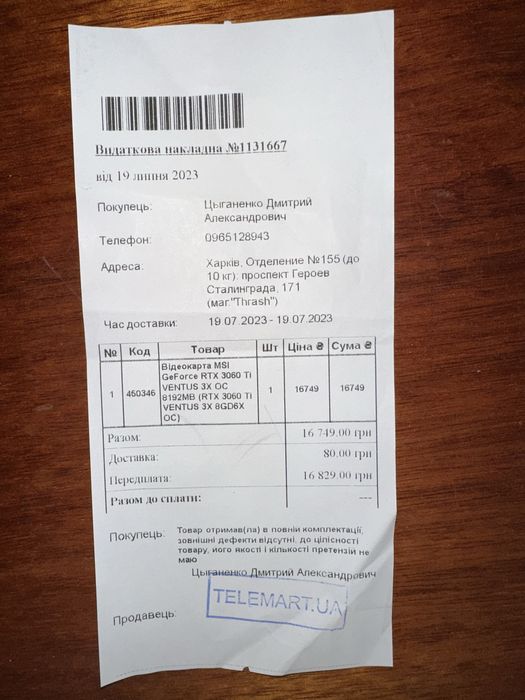 Видаткова накладна №1131667
від 19 липня 2023
Покупець: Цыганенко Дмитрий
Александрович
Телефон: 0965128943
Адреса: Харків, Отделение №155 (до
10 кг): проспект Героев
Сталинграда, 171
(маг."Thrash")
Час доставки: 19.07.2023 - 19.07.2023
№ Код Товар Шт Ціна ₴ Сума ₴
1 450346 Відеокарта MSI GeForce RTX 3060 Ti VENTUS 3X OC 8192MB (RTX 3060 Ti VENTUS 3X 8GD6X OC) 1 16749 16749
Разом: 16 749.00 грн
Доставка: 80.00 грн
Передплата: 16 829.00 грн
Разом до сплати: ---
Покупець: Товар отримав(ла) в повній комплектації,
зовнішні дефекти відсутні, до цілісності
товару, його якості і кількості претензій не
маю
Цыганенко Дмитрий Александрович
TELEMART.UA
Продавець: